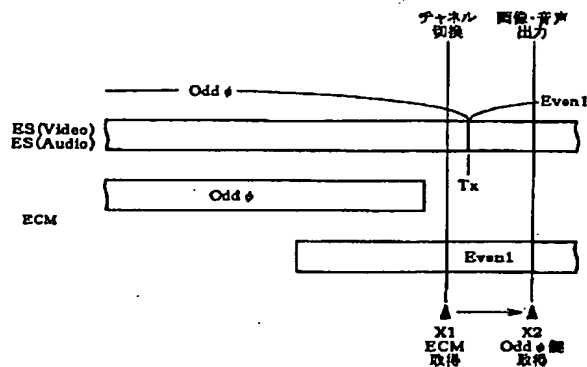 チャネル
切換
画像・音声
出力
Odd φ
Even1
ES(Video)
ES(Audio)
Tx
Odd φ
ECM
Even1
X1
ECM
取得
X2
Odd φ鍵
取得